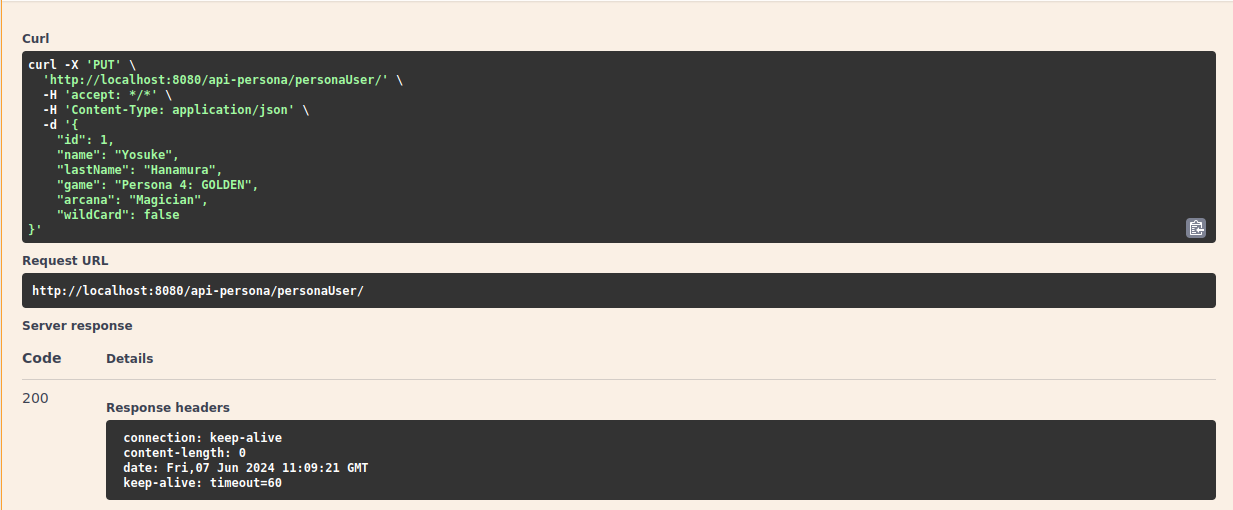 Curl
curl -X 'PUT' \
  'http://localhost:8080/api-persona/personaUser/' \
  -H 'accept: */*' \
  -H 'Content-Type: application/json' \
  -d '{
    "id": 1,
    "name": "Yosuke",
    "lastName": "Hanamura",
    "game": "Persona 4: GOLDEN",
    "arcana": "Magician",
    "wildCard": false
}'
Request URL
http://localhost:8080/api-persona/personaUser/
Server response
Code Details
200
Response headers
connection: keep-alive
content-length: 0
date: Fri,07 Jun 2024 11:09:21 GMT
keep-alive: timeout=60